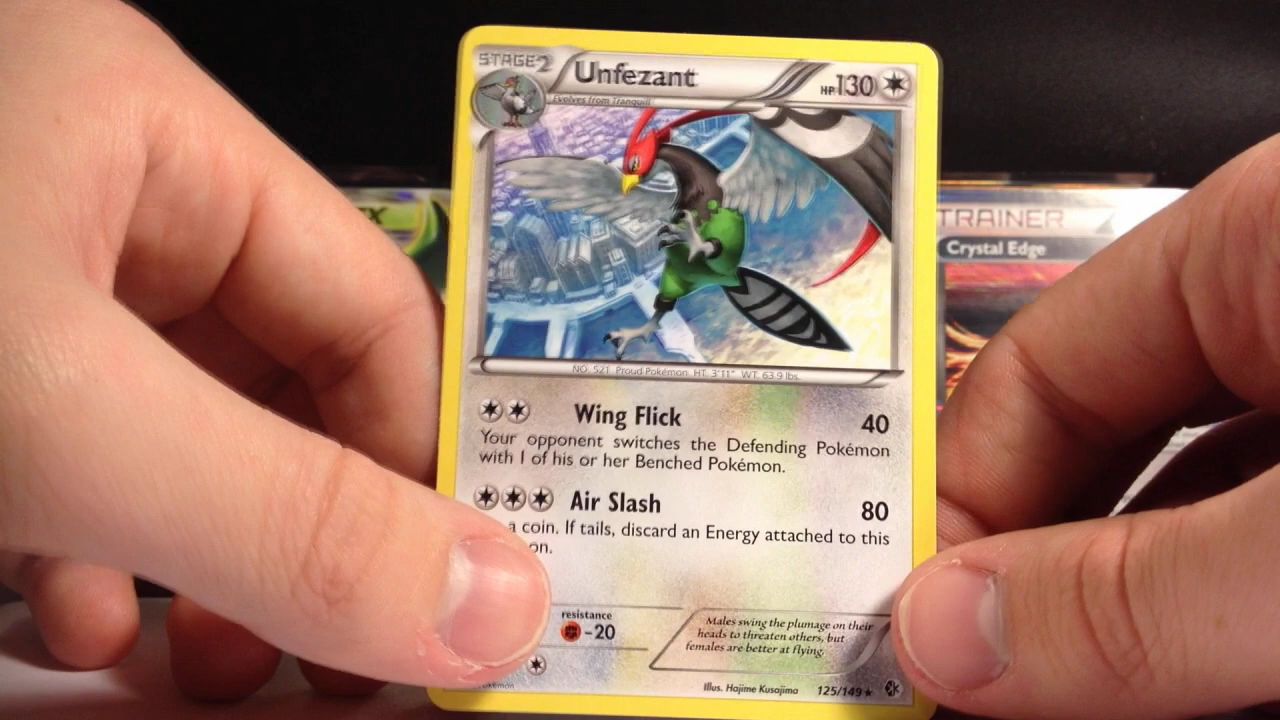 STAGE2 Unfezant HP130
Evolves from Tranquill
X
TRAINER
Crystal Edge
NO. 521 Proud Pokémon HT. 3'11" WT. 63.9 lbs.
Wing Flick 40
Your opponent switches the Defending Pokémon
with 1 of his or her Benched Pokémon.
Air Slash 80
a coin. If tails, discard an Energy attached to this
on.
resistance
-20
Males swing the plumage on their
heads to threaten others, but
females are better at flying.
Illus. Hajime Kusajima 125/149★